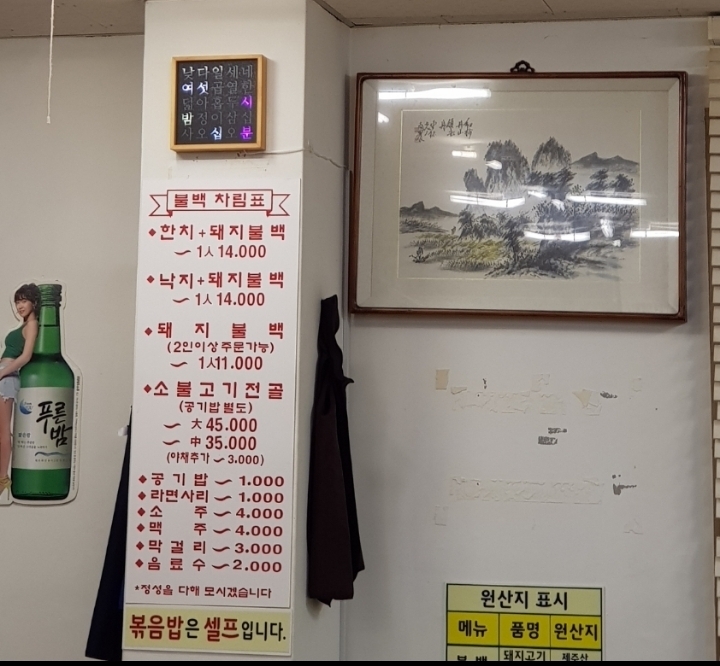 낮다일세네
여섯곱열한
덟아홉두시
밤정이삼신
사오십오분
불백 차림표
◆한치+돼지불백
~ 1人 14.000
◆낙지+돼지불백
~ 1人 14.000
◆돼지불백
(2인이상주문가능)
~ 1人11.000
◆소불고기전골
(공기밥별도)
~ 大 45.000
~ 中 35.000
(야채추가 ~ 3.000)
◆공기밥 ~ 1.000
◆라면사리 ~ 1.000
◆소주 ~ 4.000
◆맥주 ~ 4.000
◆막걸리 ~ 3.000
◆음료수 ~ 2.000
*정성을 다해 모시겠습니다
볶음밥은 셀프입니다.
푸른
밤
원산지 표시
메뉴 품명 원산지
불백 돼지고기 제주산